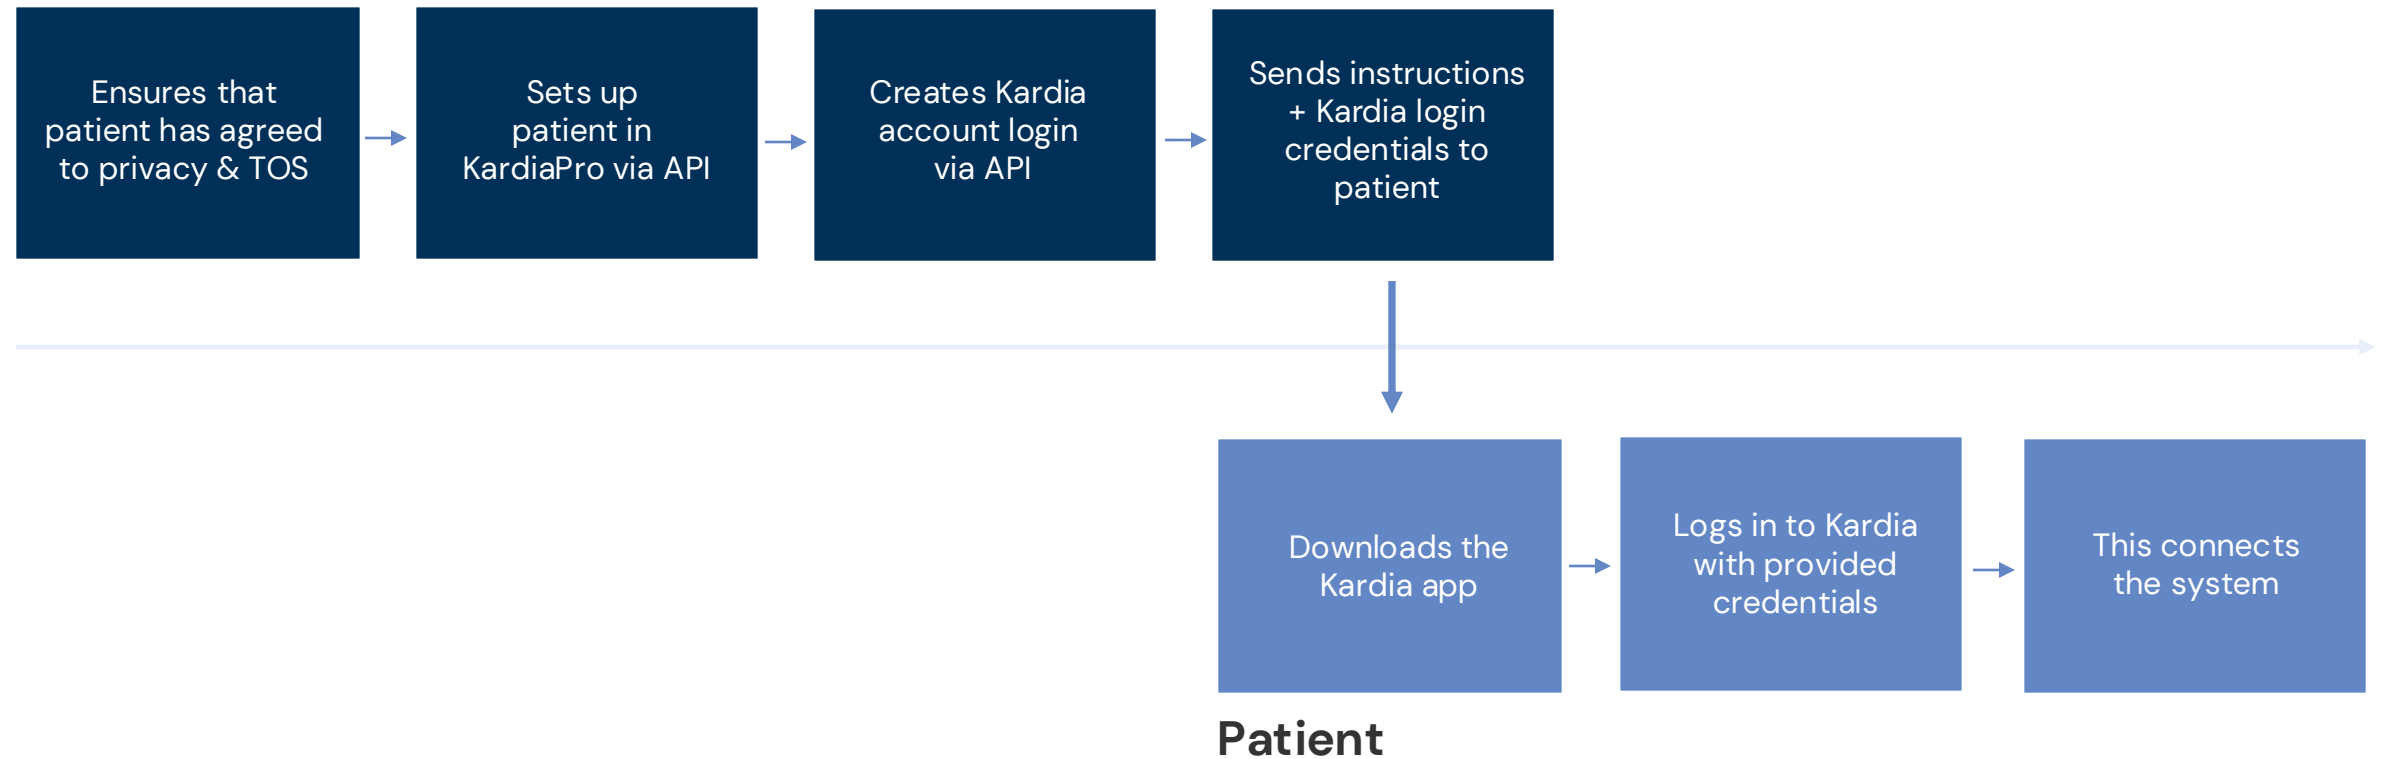 Ensures that
patient has agreed
to privacy & TOS
Sets up
patient in
KardiaPro via API
Creates Kardia
account login
via API
Sends instructions
+ Kardia login
credentials to
patient
Downloads the
Kardia app
Logs in to Kardia
with provided
credentials
This connects
the system
Patient